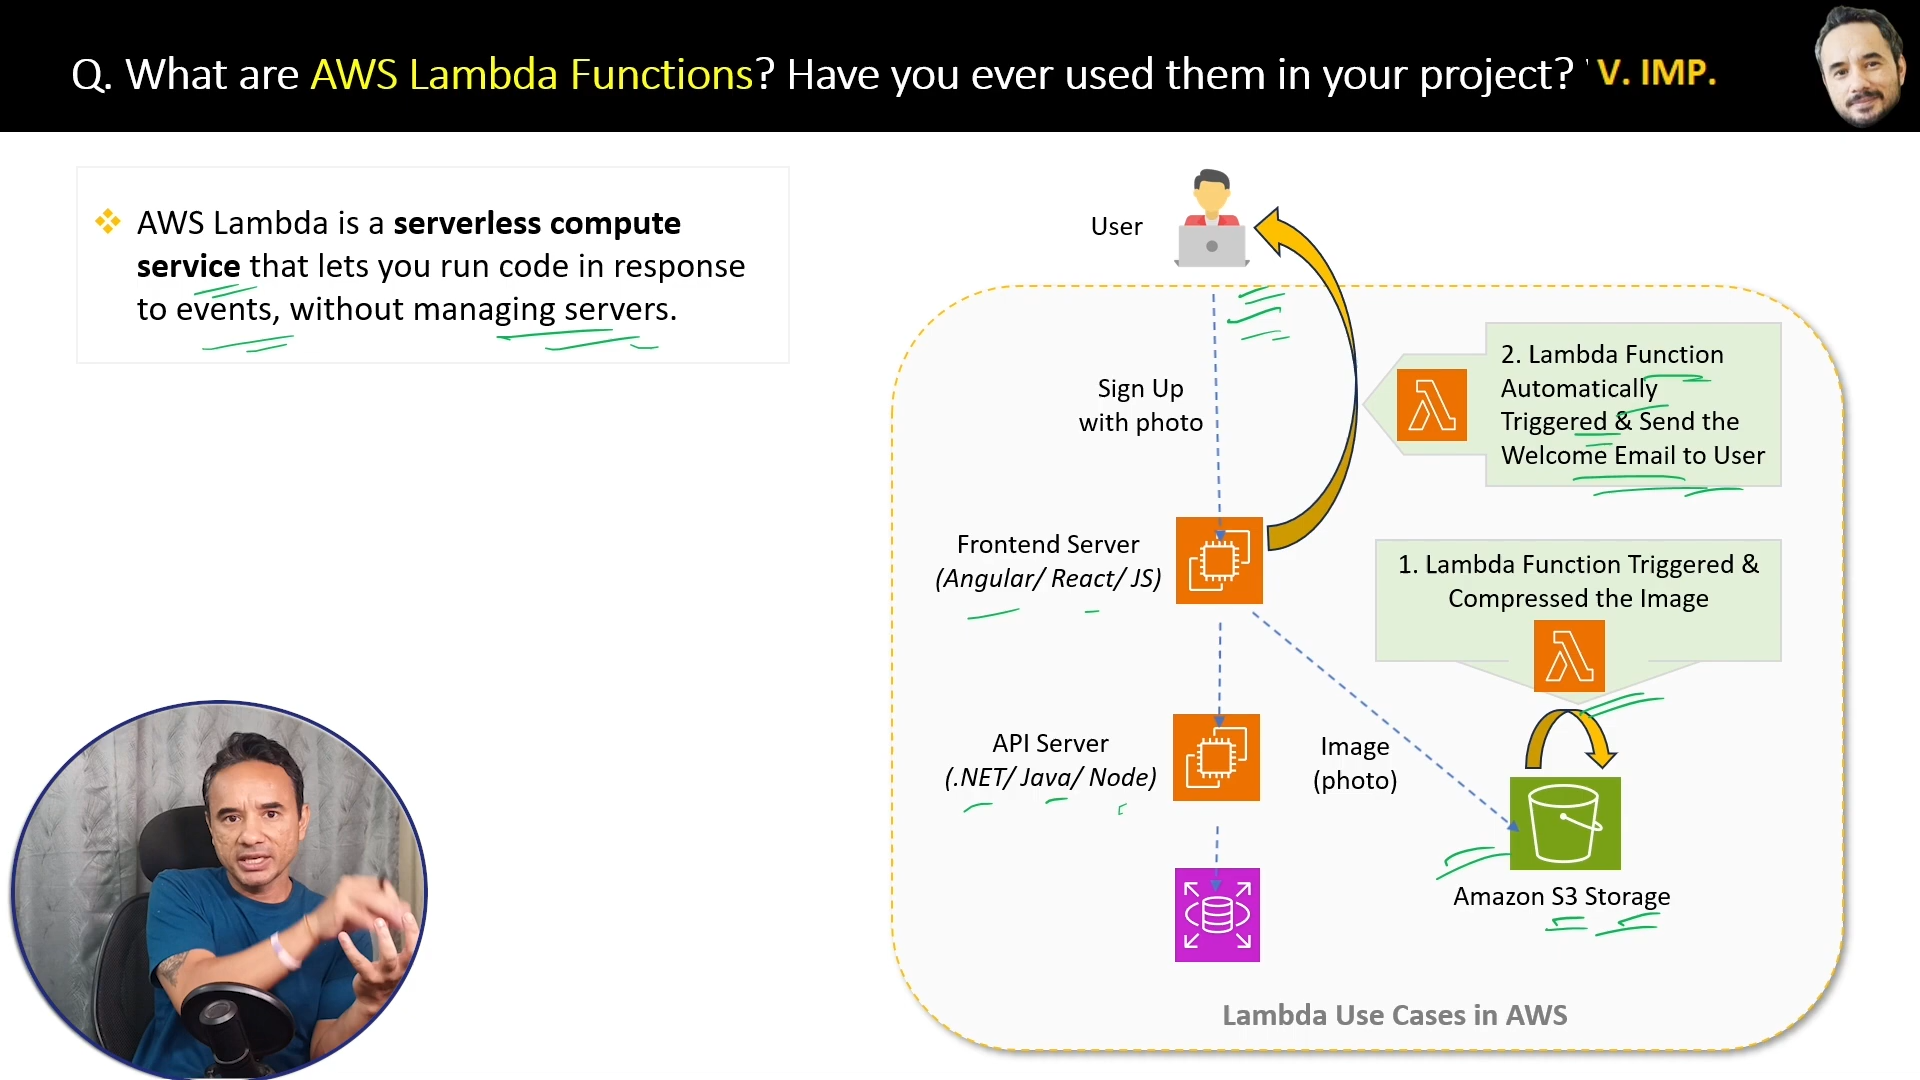 Q. What are AWS Lambda Functions? Have you ever used them in your project? V. IMP.
AWS Lambda is a serverless compute
service that lets you run code in response
to events, without managing servers.
User
Sign Up
with photo
2. Lambda Function
Automatically
Triggered & Send the
Welcome Email to User
Frontend Server
(Angular/ React/ JS)
1. Lambda Function Triggered &
Compressed the Image
API Server
(.NET/ Java/ Node)
Image
(photo)
Amazon S3 Storage
Lambda Use Cases in AWS